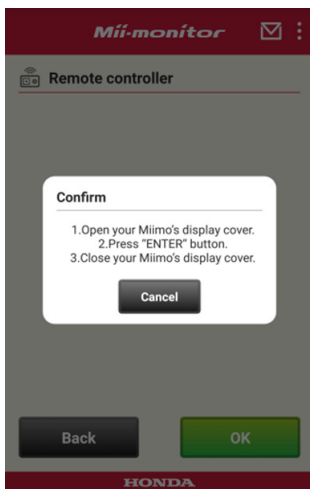 Mii-monitor
Remote controller
Confirm
1.Open your Miimo's display cover.
2.Press "ENTER" button.
3.Close your Miimo's display cover.
Cancel
Back
OK
HONDA